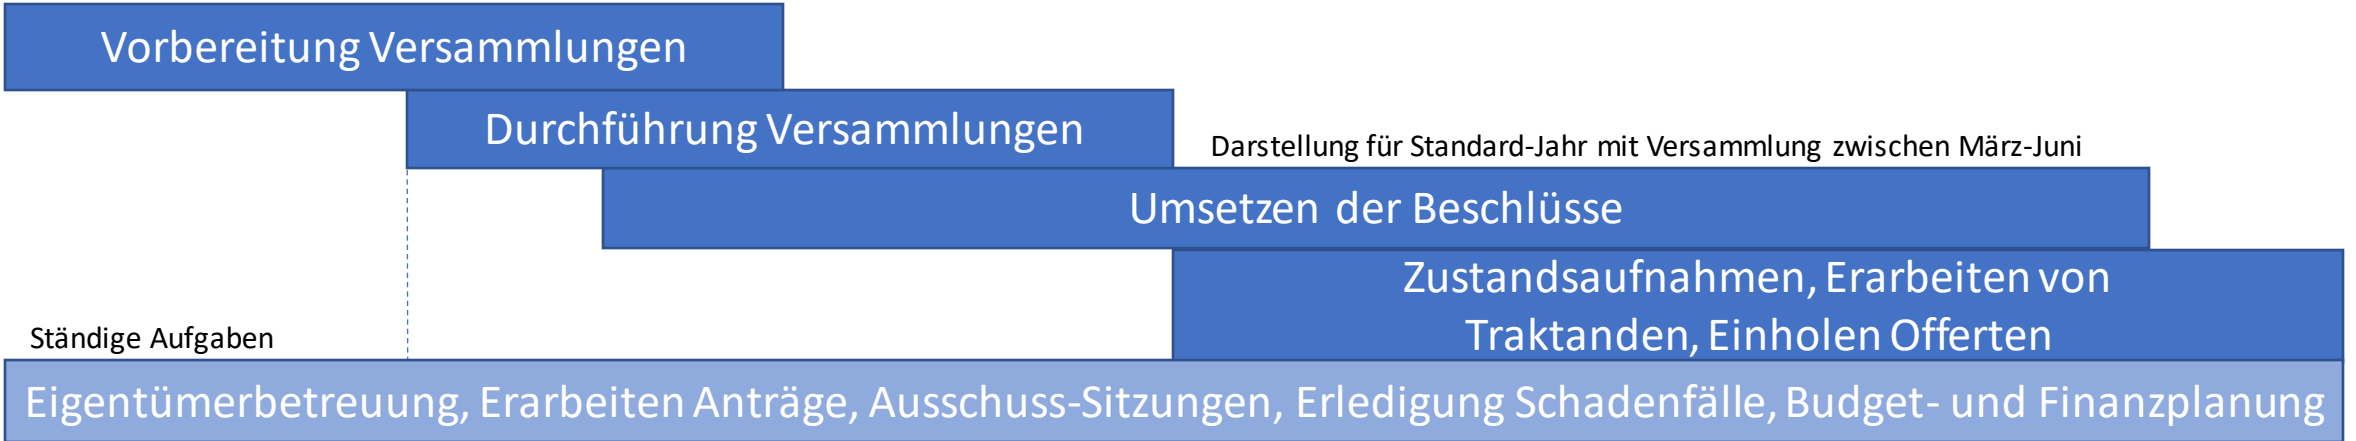 Vorbereitung Versammlungen
Durchführung Versammlungen
Darstellung für Standard-Jahr mit Versammlung zwischen März-Juni
Umsetzen der Beschlüsse
Zustandsaufnahmen, Erarbeiten von
Traktanden, Einholen Offerten
Ständige Aufgaben
Eigentümerbetreuung, Erarbeiten Anträge, Ausschuss-Sitzungen, Erledigung Schadenfälle, Budget- und Finanzplanung